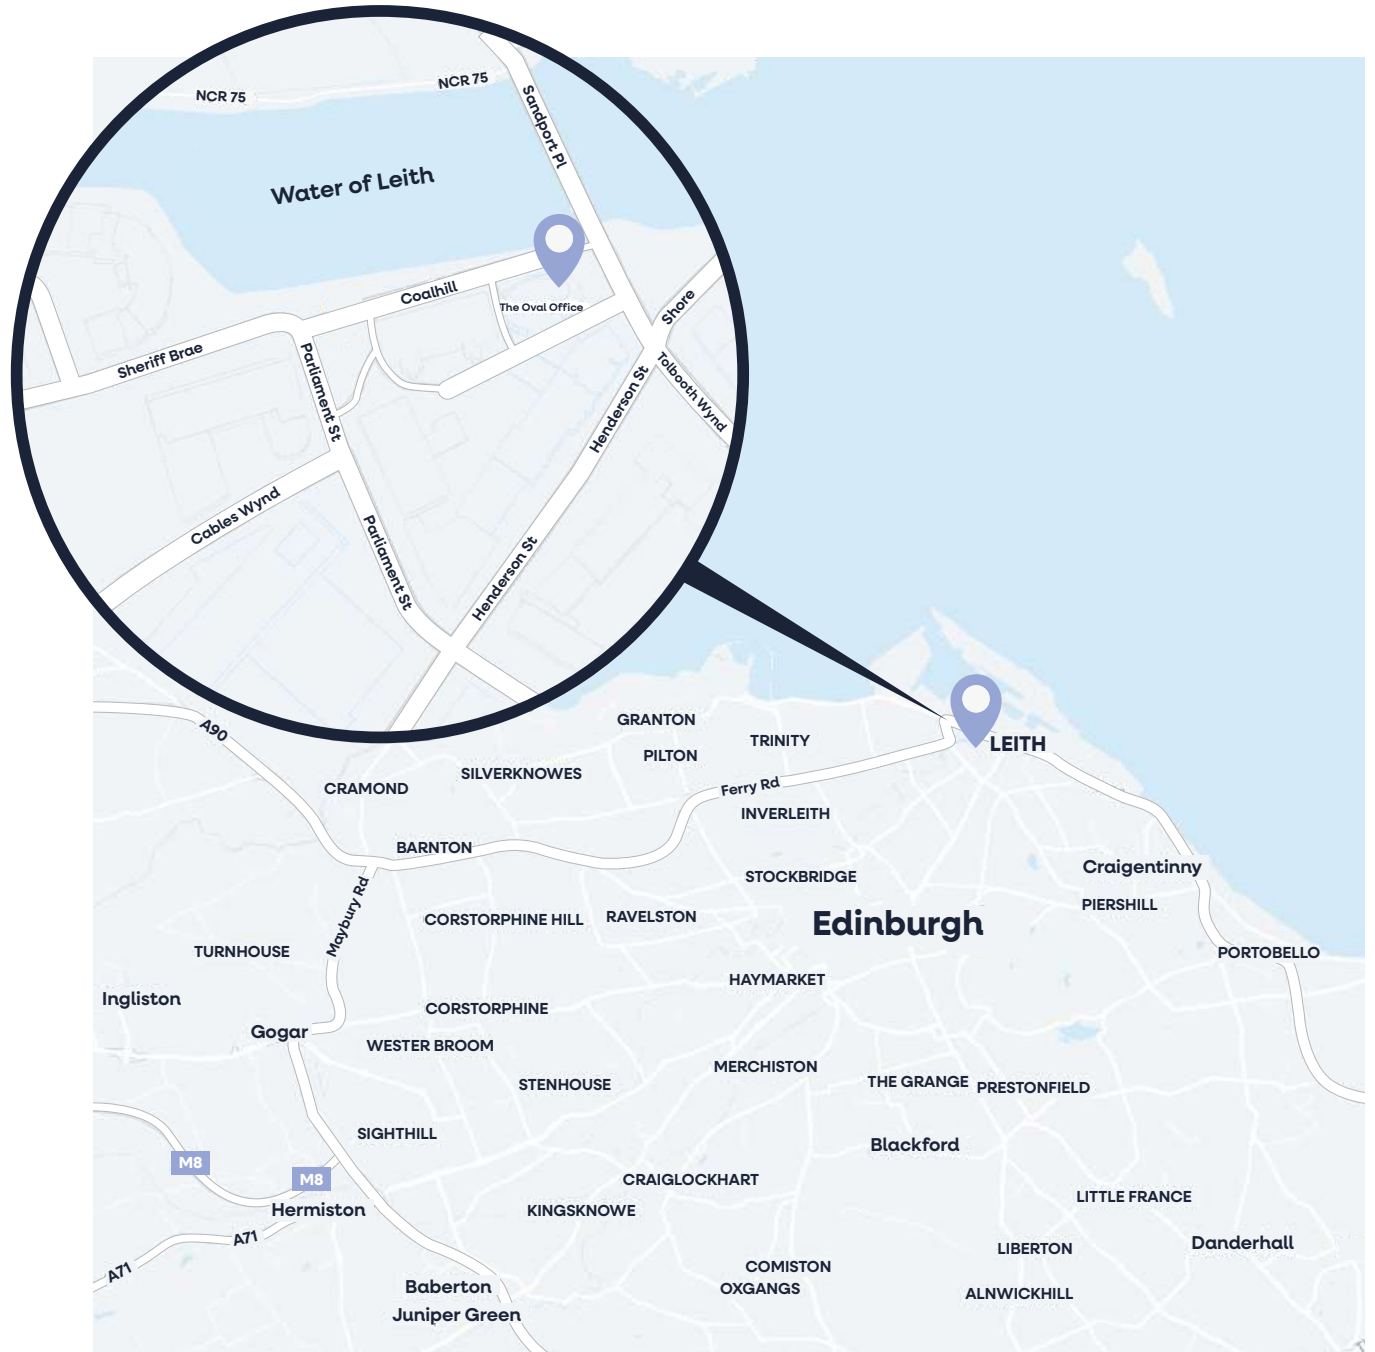 NCR 75
NCR 75
Sandport Pl
Water of Leith
Coalhill
The Oval Office
Shore
Sheriff Brae
Parliament St
Tolbooth Wynd
Henderson St
Cables Wynd
Parliament St
Henderson St
A90
GRANTON
TRINITY
LEITH
PILTON
SILVERKNOWES
CRAMOND
Ferry Rd
INVERLEITH
BARNTON
Craigentinny
STOCKBRIDGE
PIERSHILL
Maybury Rd
CORSTORPHINE HILL
RAVELSTON
Edinburgh
TURNHOUSE
PORTOBELLO
HAYMARKET
Ingliston
CORSTORPHINE
Gogar
WESTER BROOM
MERCHISTON
STENHOUSE
THE GRANGE
PRESTONFIELD
SIGHTHILL
Blackford
M8
M8
CRAIGLOCKHART
LITTLE FRANCE
Hermiston
KINGSKNOWE
A71
Danderhall
LIBERTON
A71
COMISTON
Baberton
OXGANGS
ALNWICKHILL
Juniper Green